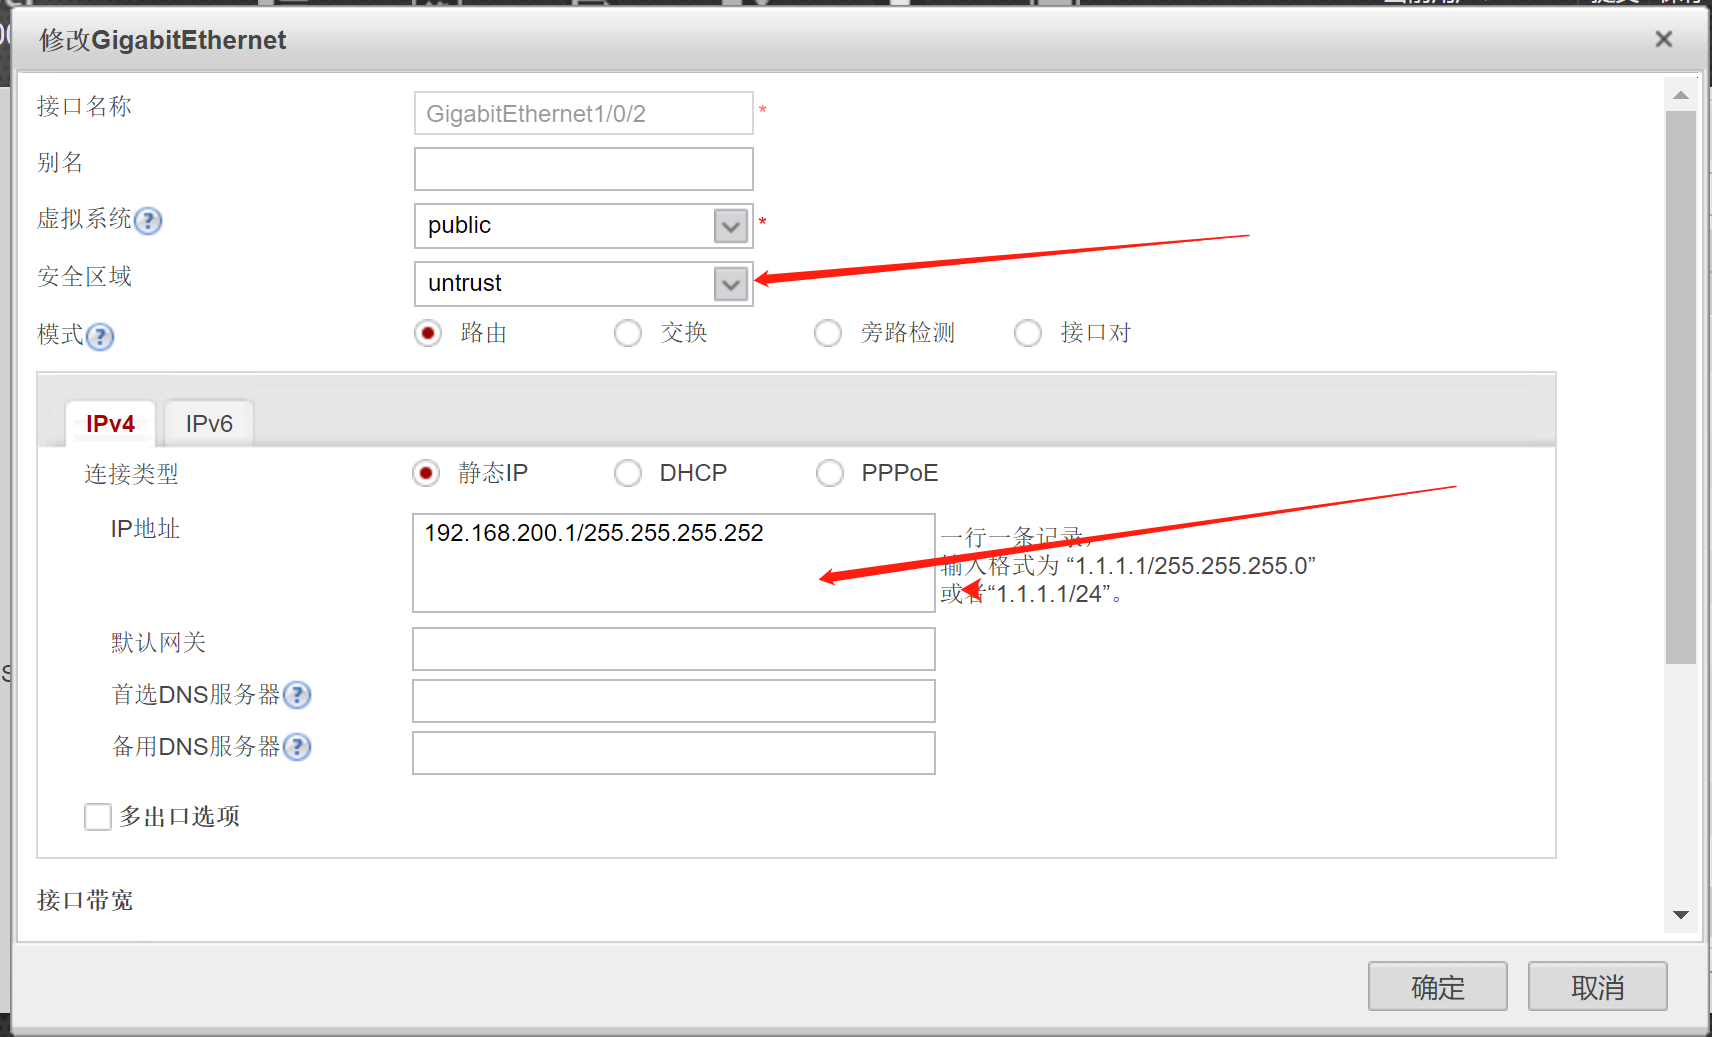 修改GigabitEthernet
接口名称 GigabitEthernet1/0/2 *
别名
虚拟系统 public *
安全区域 untrust
模式 路由 交换 旁路检测 接口对
IPv4 IPv6
连接类型 静态IP DHCP PPPoE
IP地址 192.168.200.1/255.255.255.252
一行一条记录,
输入格式为 “1.1.1.1/255.255.255.0”
或者“1.1.1.1/24”。
默认网关
首选DNS服务器
备用DNS服务器
多出口选项
接口带宽
确定 取消